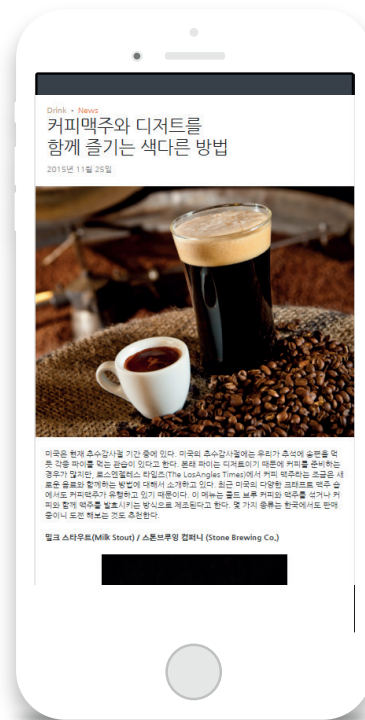 Drink • News
커피맥주와 디저트를
함께 즐기는 색다른 방법
2015년 11월 25일
미국은 현재 추수감사절 기간 중에 있다. 미국의 추수감사절에는 우리가 추석에 송편을 먹
듯 각종 파이를 먹는 관습이 있다고 한다. 본래 파이는 디저트이기 때문에 커피를 준비하는
경우가 많지만, 로스엔젤레스 타임즈(The LosAngles Times)에서 커피 맥주라는 조금은 새
로운 음료와 함께하는 방법에 대해서 소개하고 있다. 최근 미국의 다양한 크래프트 맥주 숍
에서도 커피맥주가 유행하고 있기 때문이다. 이 메뉴는 콜드 브루 커피와 맥주를 섞거나 커
피와 함께 맥주를 발효시키는 방식으로 제조된다고 한다. 몇 가지 종류는 한국에서도 판매
중이니 도전 해보는 것도 추천한다.
밀크 스타우트(Milk Stout) / 스톤브루잉 컴퍼니 (Stone Brewing Co.)